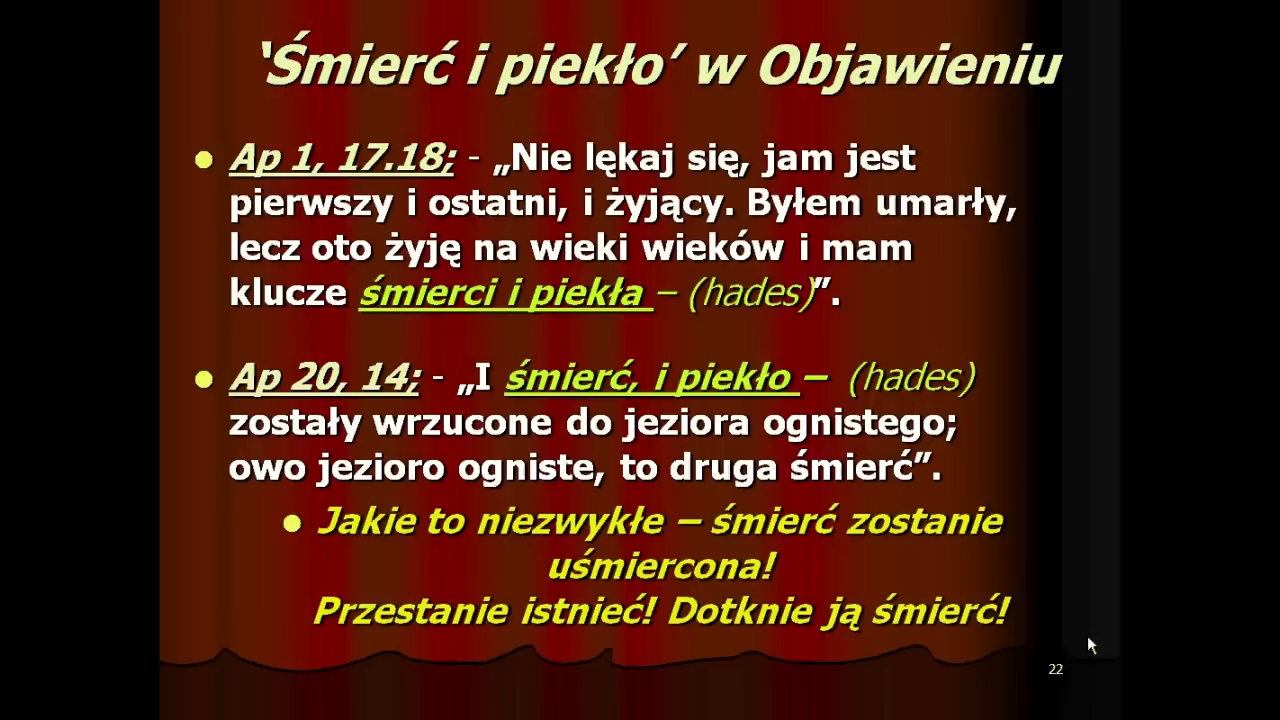 ‘Śmierć i piekło’ w Objawieniu
Ap 1, 17.18; - „Nie lękaj się, jam jest
pierwszy i ostatni, i żyjący. Byłem umarły,
lecz oto żyję na wieki wieków i mam
klucze śmierci i piekła – (hades)”.
Ap 20, 14; - „I śmierć, i piekło – (hades)
zostały wrzucone do jeziora ognistego;
owo jezioro ogniste, to druga śmierć”.
Jakie to niezwykłe – śmierć zostanie
uśmiercona!
Przestanie istnieć! Dotknie ją śmierć!
22